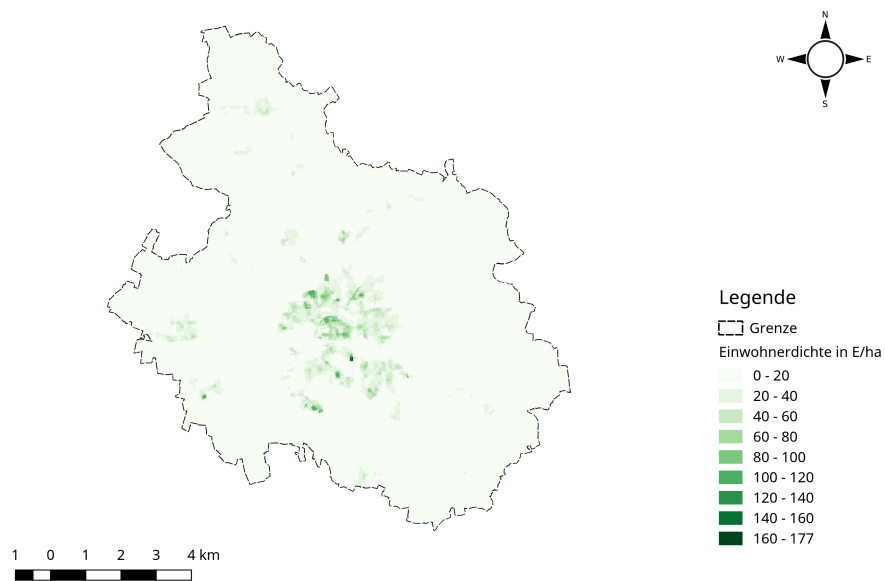 N
W E
S
Legende
Grenze
Einwohnerdichte in E/ha
0 - 20
20 - 40
40 - 60
60 - 80
80 - 100
100 - 120
120 - 140
140 - 160
160 - 177
1 0 1 2 3 4 km